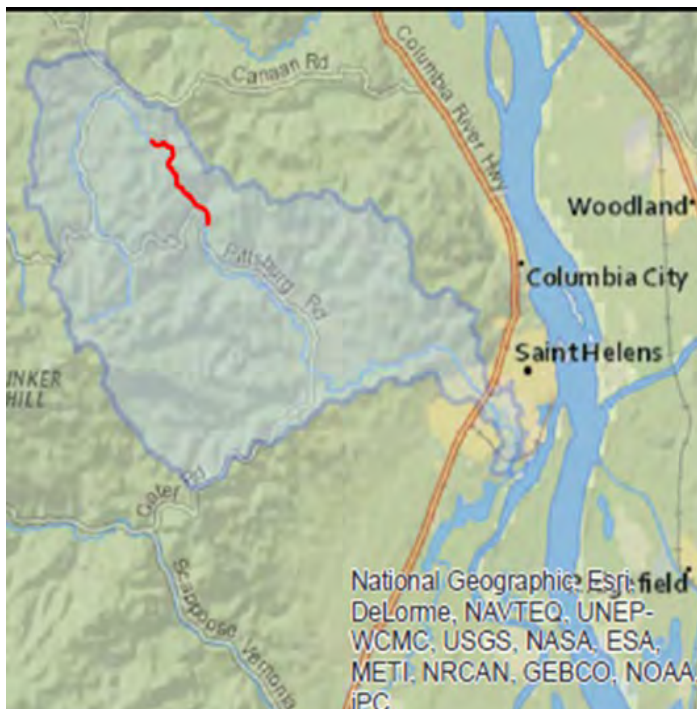 Canaan Rd
Columbia River Hwy
Woodland
Columbia City
Pittsburg Rd
Saint Helens
UNKER
HILL
Gater Rd
Scappoose Vernonia
National Geographic, Esri,
DeLorme, NAVTEQ, UNEP-
WCMC, USGS, NASA, ESA,
METI, NRCAN, GEBCO, NOAA,
iPC